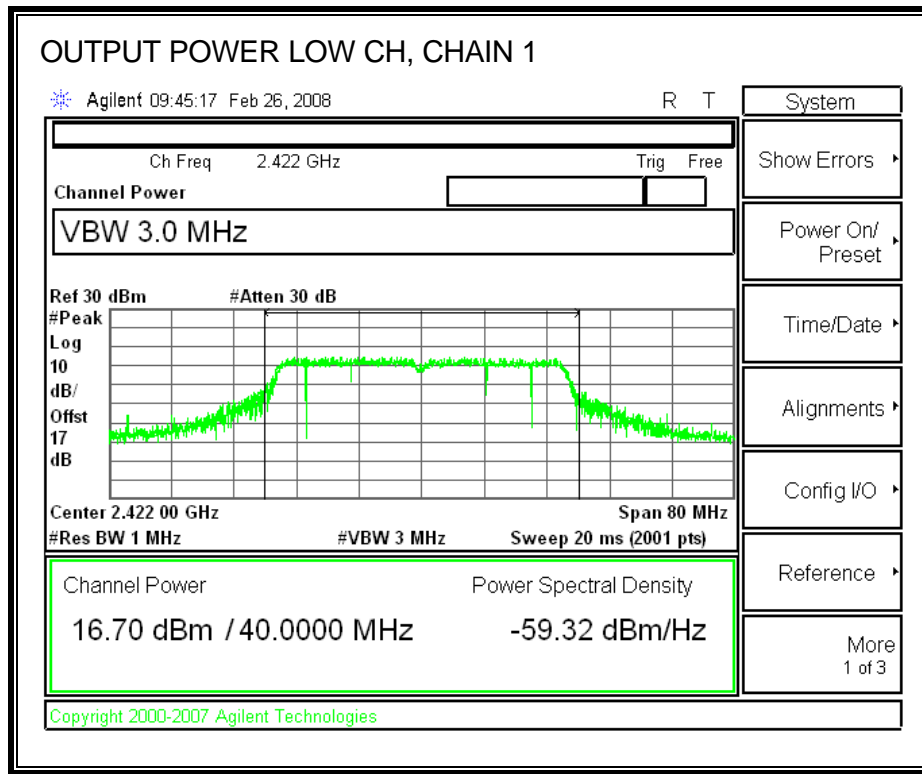 OUTPUT POWER LOW CH, CHAIN 1
Agilent 09:45:17 Feb 26, 2008 R T
System
Ch Freq 2.422 GHz Trig Free
Show Errors
Channel Power
VBW 3.0 MHz
Power On/
Preset
Ref 30 dBm #Atten 30 dB
#Peak
Log
10
dB/
Offst
17
dB
Time/Date
Alignments
Config I/O
Center 2.422 00 GHz Span 80 MHz
#Res BW 1 MHz #VBW 3 MHz Sweep 20 ms (2001 pts)
Channel Power Power Spectral Density
16.70 dBm / 40.0000 MHz -59.32 dBm/Hz
Reference
More
1 of 3
Copyright 2000-2007 Agilent Technologies